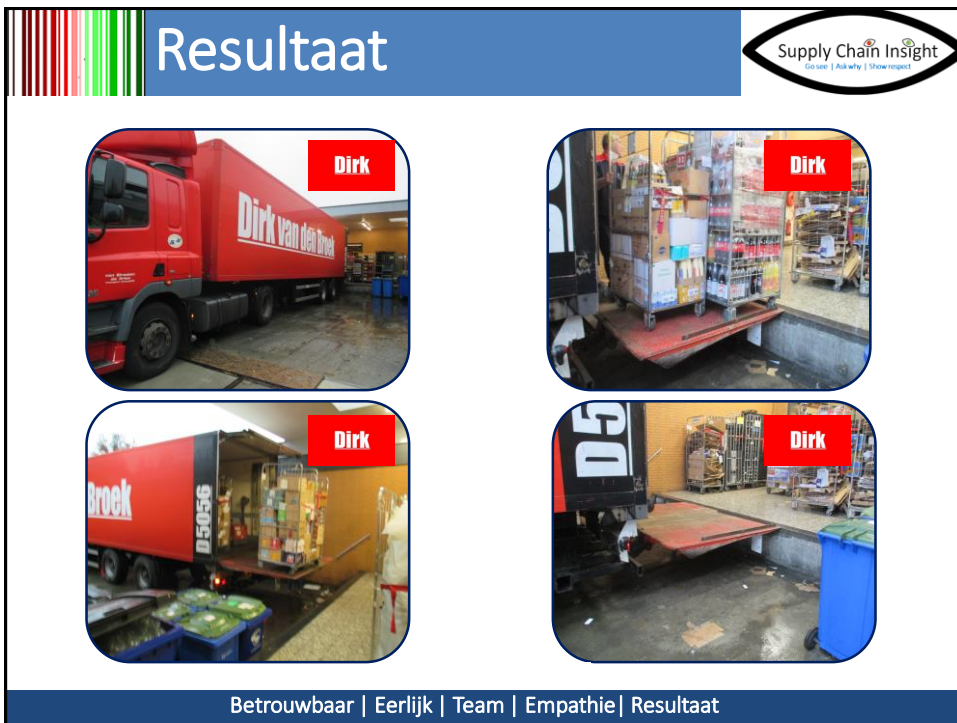 Resultaat
Supply Chain Insight
Go see | Ask why | Show respect
Dirk
Dirk van den Broek
Dirk
Dirk
Broek
D5056
Dirk
D5
Betrouwbaar | Eerlijk | Team | Empathie| Resultaat